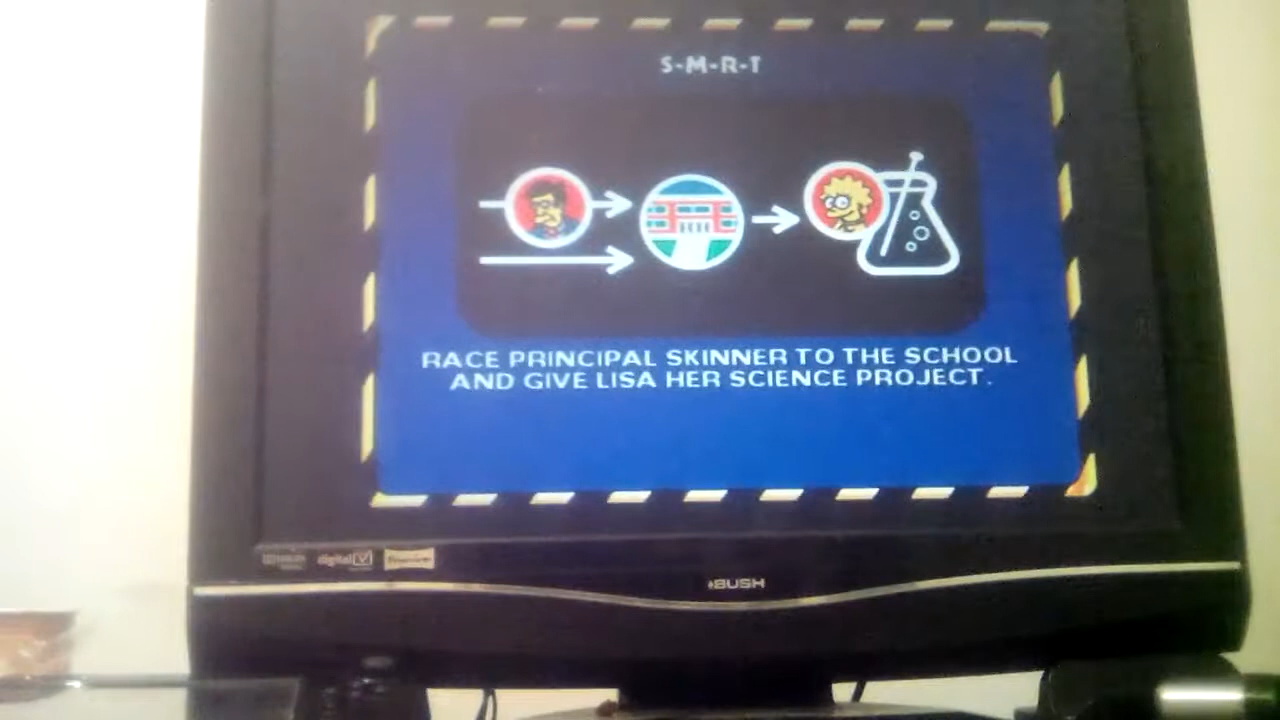 S-M-R-T
RACE PRINCIPAL SKINNER TO THE SCHOOL
AND GIVE LISA HER SCIENCE PROJECT.
digital
BUSH